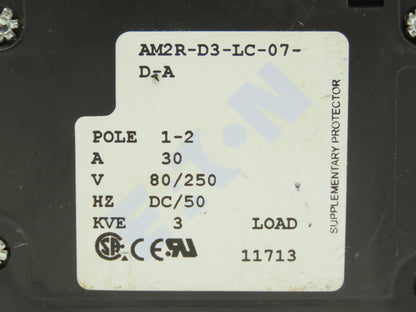 AM2R-D3-LC-07-
D-A
POLE 1-2
A 30
V 80/250
HZ DC/50
KVE 3 LOAD
11713
SUPPLEMENTARY PROTECTOR
E·T·N